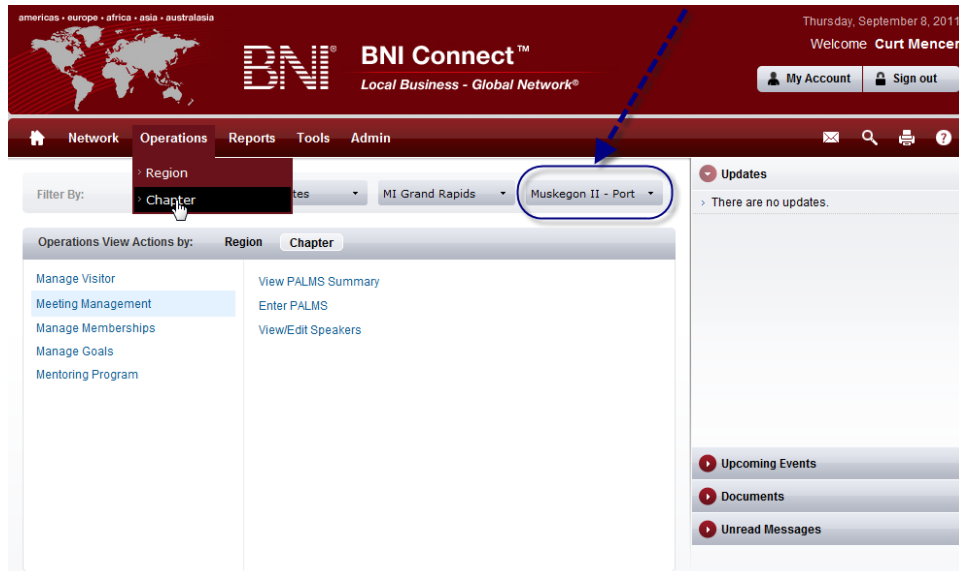 americas • europe • africa • asia • australasia
Thursday, September 8, 2011
Welcome Curt Mencer
BNI®
BNI Connect™
Local Business - Global Network®
My Account
Sign out
Network Operations Reports Tools Admin
Region
Chapter
Filter By:
tes
MI Grand Rapids
Muskegon II - Port
Updates
There are no updates.
Operations View Actions by: Region Chapter
Manage Visitor
Meeting Management
Manage Memberships
Manage Goals
Mentoring Program
View PALMS Summary
Enter PALMS
View/Edit Speakers
Upcoming Events
Documents
Unread Messages